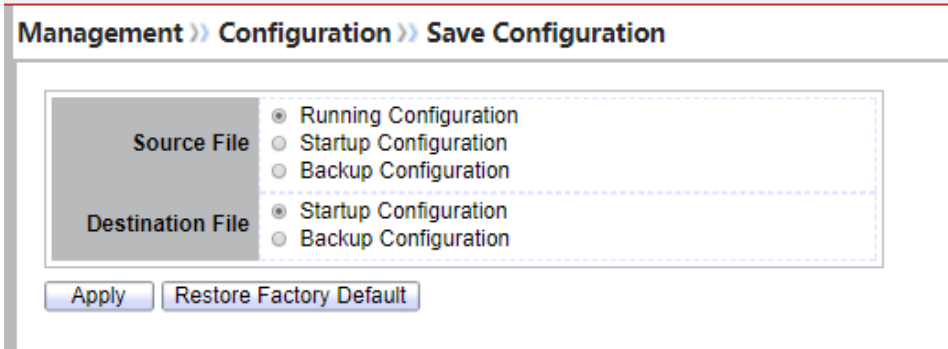 Management » Configuration » Save Configuration
Source File
Running Configuration
Startup Configuration
Backup Configuration
Destination File
Startup Configuration
Backup Configuration
Apply Restore Factory Default